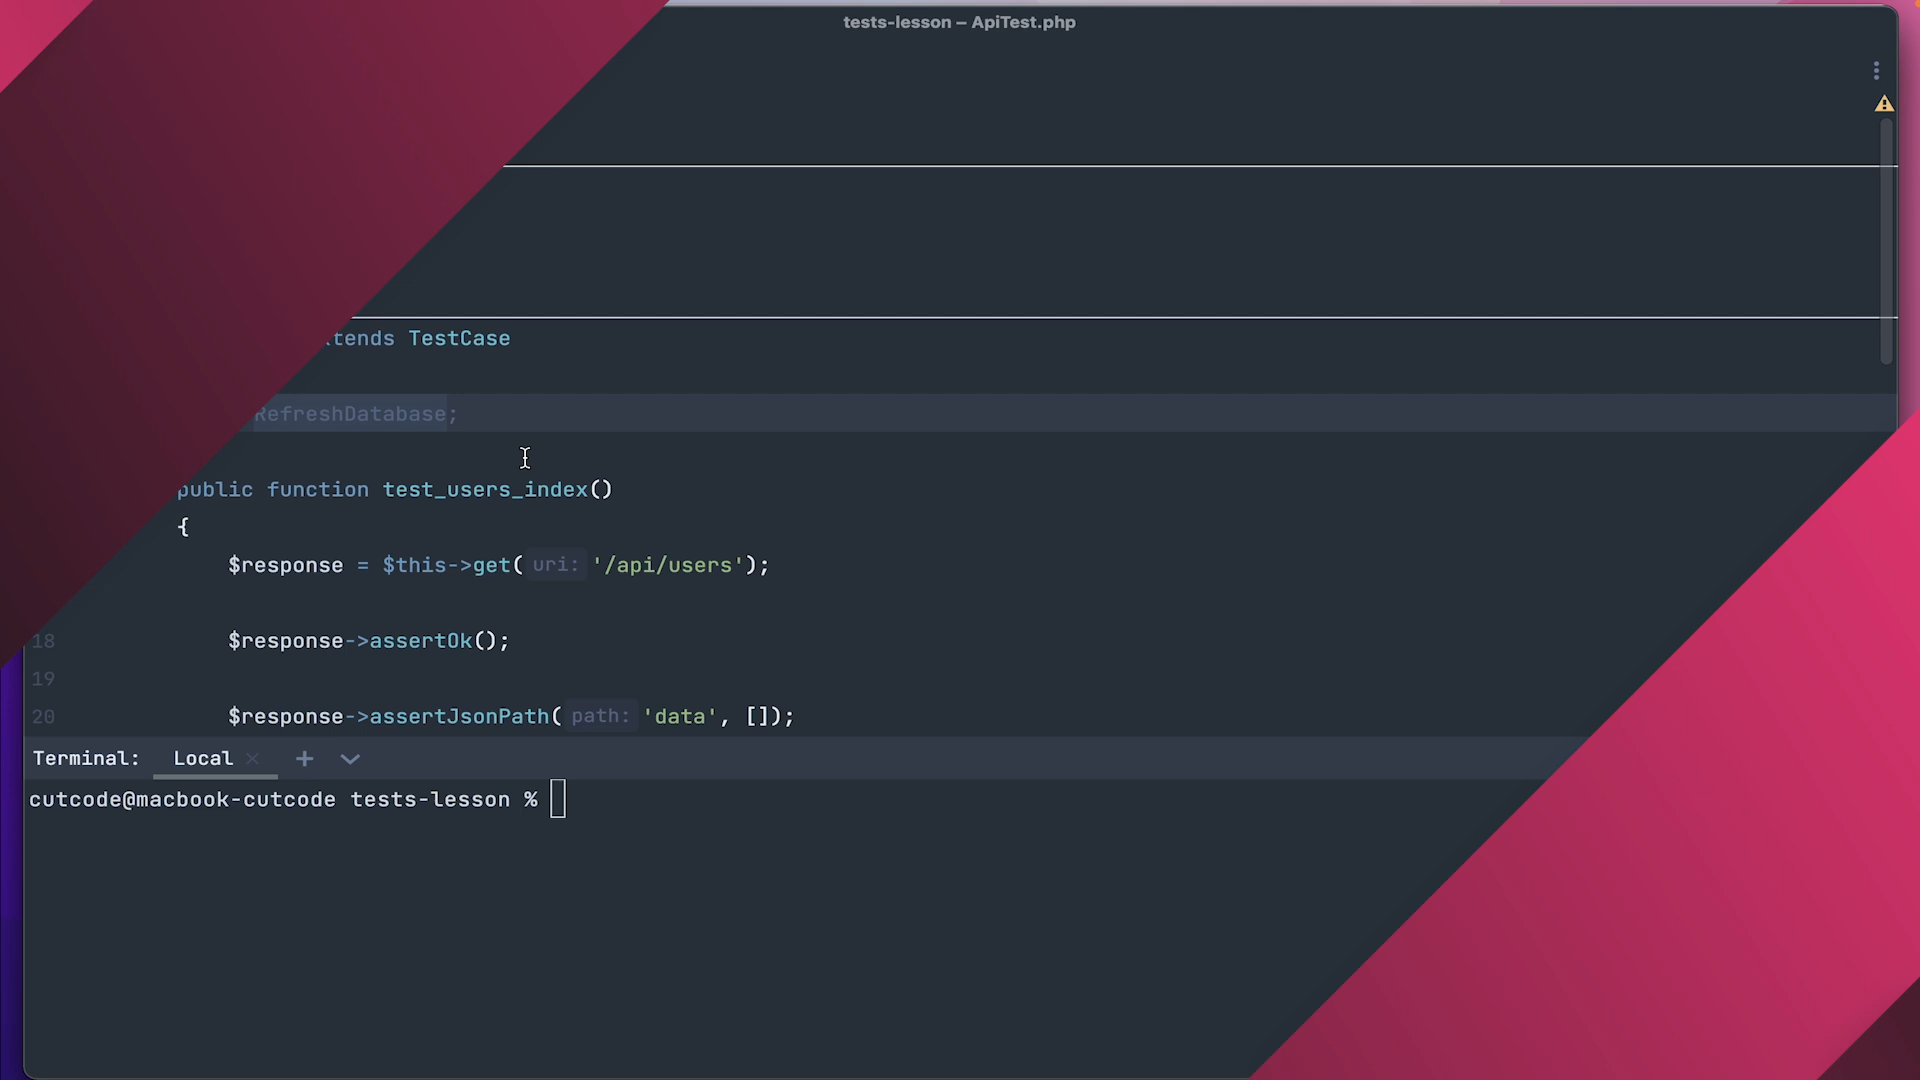 tests-lesson – ApiTest.php
TestCase
RefreshDatabase;
public function test_users_index()
{
$response = $this->get( uri: '/api/users');
18 $response->assertOk();
19
20 $response->assertJsonPath( path: 'data', []);
Terminal: Local × +
cutcode@macbook-cutcode tests-lesson %